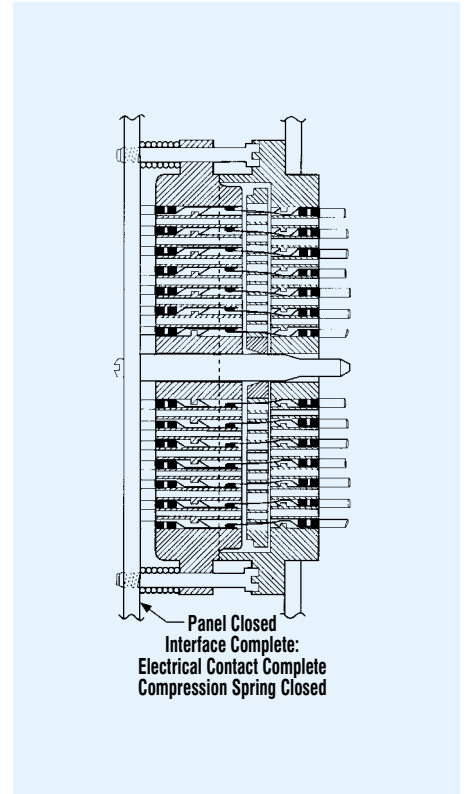 Panel Closed
Interface Complete:
Electrical Contact Complete
Compression Spring Closed